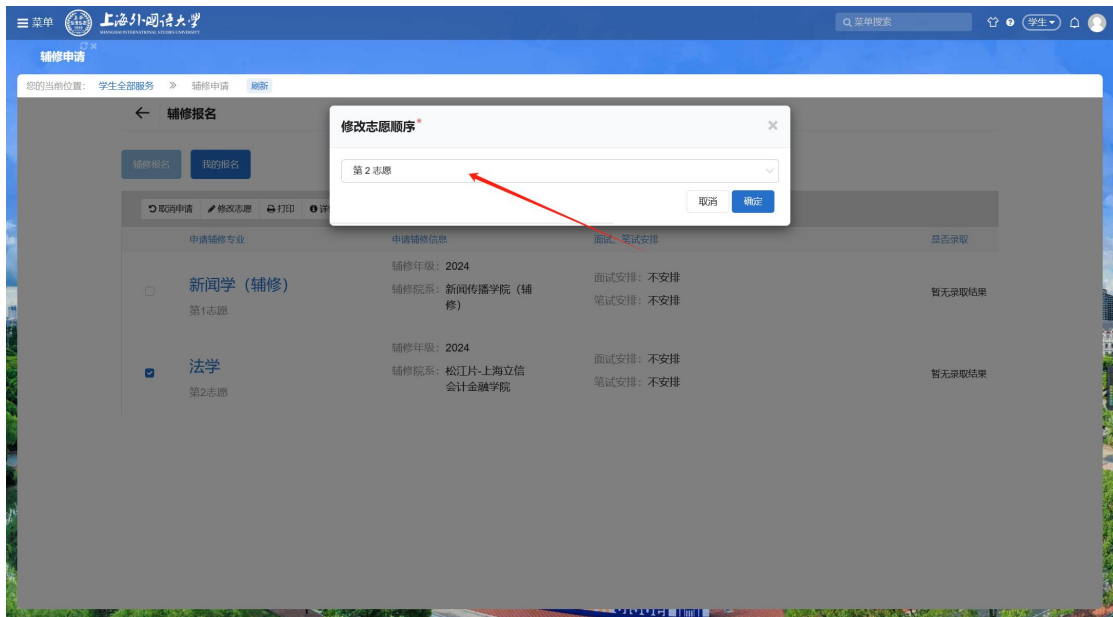 菜单
上海外国语大学
SHANGHAI INTERNATIONAL STUDIES UNIVERSITY
菜单搜索
学生
辅修申请
您的当前位置： 学生全部服务 》 辅修申请 刷新
辅修报名
修改志愿顺序*
第 2 志愿
取消 确定
辅修报名 我的报名
取消申请 修改志愿 打印 详
申请辅修专业 申请辅修信息 面试、笔试安排 是否录取
新闻学（辅修）
第1志愿
辅修年级： 2024
辅修院系： 新闻传播学院（辅
修）
面试安排： 不安排
笔试安排： 不安排
暂无录取结果
法学
第2志愿
辅修年级： 2024
辅修院系： 松江片-上海立信
会计金融学院
面试安排： 不安排
笔试安排： 不安排
暂无录取结果